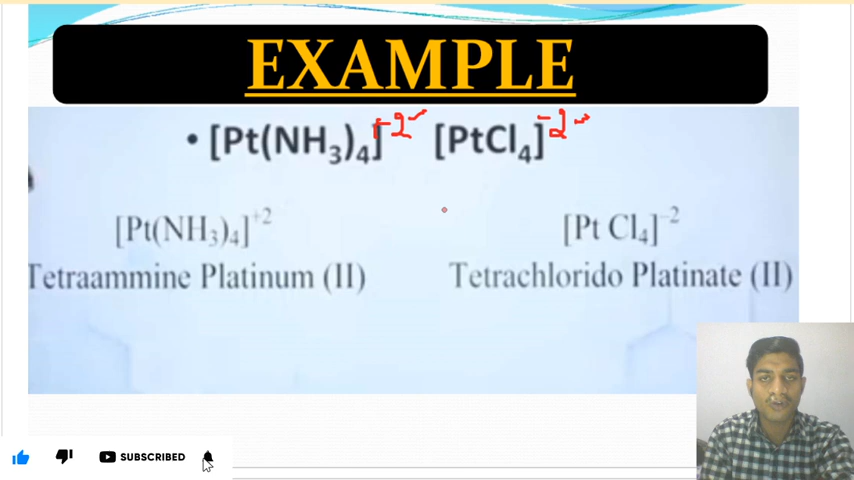 EXAMPLE
• [Pt(NH₃)₄]⁺² [PtCl₄]⁻²
[Pt(NH₃)₄]⁺² [Pt Cl₄]⁻²
Tetraammine Platinum (II) Tetrachlorido Platinate (II)
SUBSCRIBED